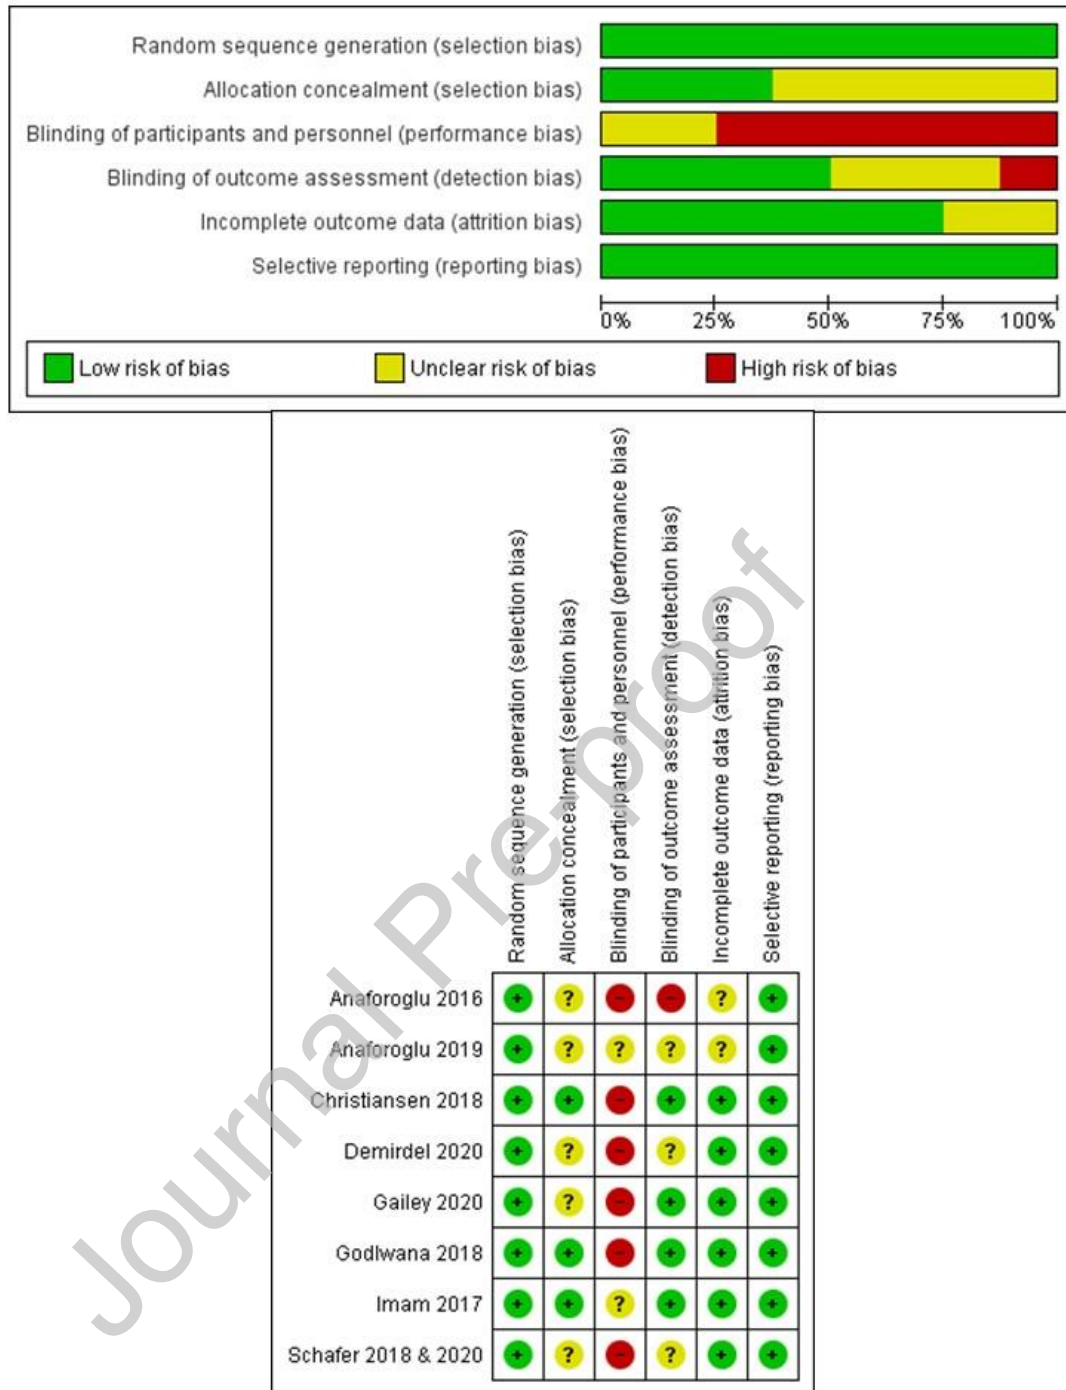 Random sequence generation (selection bias)
Allocation concealment (selection bias)
Blinding of participants and personnel (performance bias)
Blinding of outcome assessment (detection bias)
Incomplete outcome data (attrition bias)
Selective reporting (reporting bias)
0% 25% 50% 75% 100%
Low risk of bias Unclear risk of bias High risk of bias
Random sequence generation (selection bias)
Allocation concealment (selection bias)
Blinding of participants and personnel (performance bias)
Blinding of outcome assessment (detection bias)
Incomplete outcome data (attrition bias)
Selective reporting (reporting bias)
Anaforoglu 2016 + ? - - ? +
Anaforoglu 2019 + ? ? ? ? +
Christiansen 2018 + + - + + +
Demirdel 2020 + ? - ? + +
Gailey 2020 + ? - + + +
Godlwana 2018 + + - + + +
Imam 2017 + + ? + + +
Schafer 2018 & 2020 + ? - ? + +
Journal Pre-proof